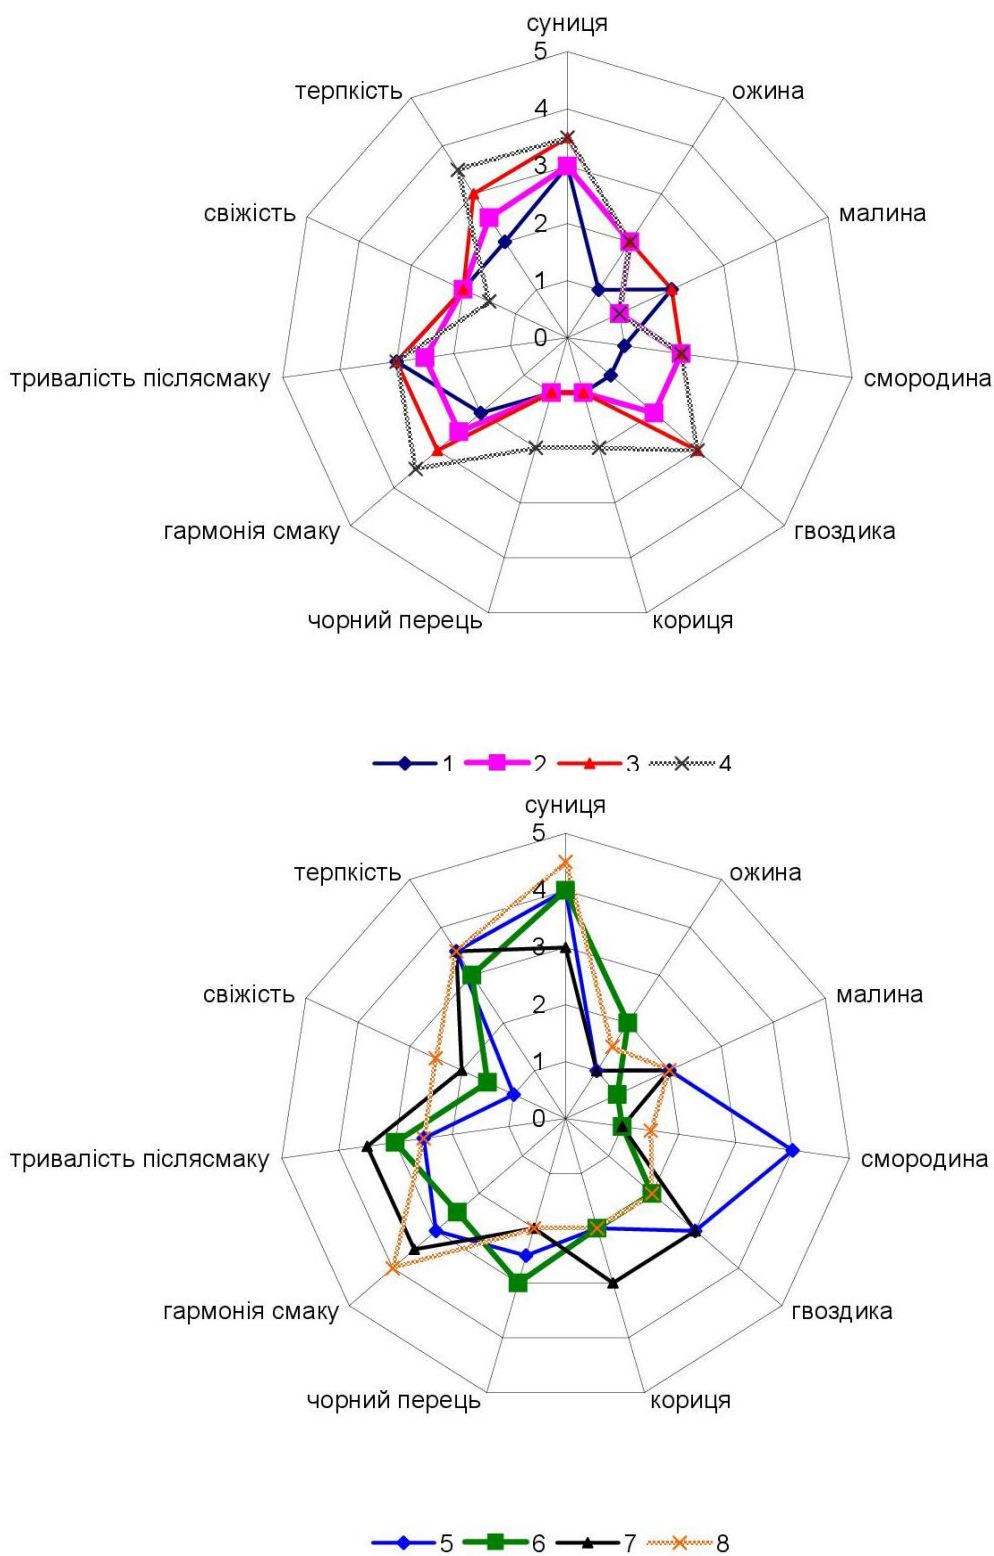 суниця
5
терпкість
ожина
4
3
свіжість
малина
2
1
0
тривалість післясмаку
смородина
гармонія смаку
гвоздика
чорний перець
кориця
1 2 3 4
суниця
5
терпкість
ожина
4
3
свіжість
малина
2
1
0
тривалість післясмаку
смородина
гармонія смаку
гвоздика
чорний перець
кориця
5 6 7 8